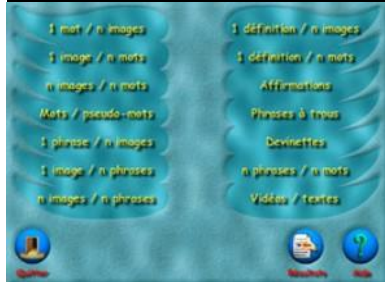 1 mot / n images
1 image / n mots
n images / n mots
Mots / pseudo-mots
1 phrase / n images
1 image / n phrases
n images / n phrases
1 définition / n images
1 définition / n mots
Affirmations
Phrases à trous
Devinettes
n phrases / n mots
Vidéos / textes
Quitter
Résultats
Aide